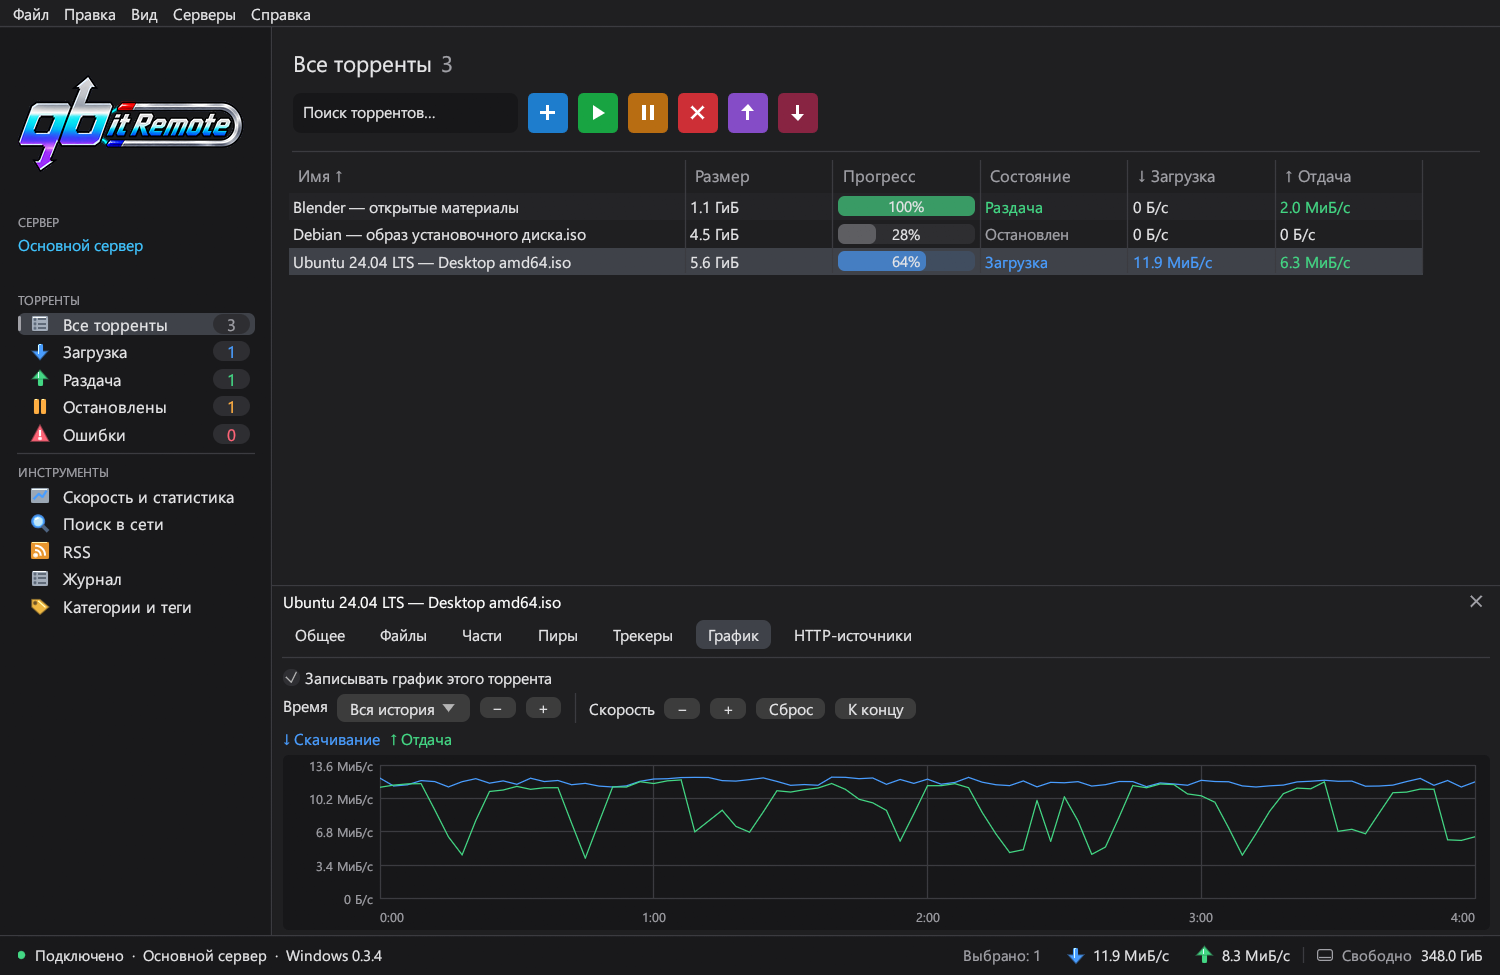 Файл Правка Вид Серверы Справка
qBitRemote
СЕРВЕР
Основной сервер
ТОРРЕНТЫ
Все торренты 3
Загрузка 1
Раздача 1
Остановлены 1
Ошибки 0
ИНСТРУМЕНТЫ
Скорость и статистика
Поиск в сети
RSS
Журнал
Категории и теги
Все торренты 3
Поиск торрентов...
Имя ↑ Размер Прогресс Состояние ↓ Загрузка ↑ Отдача
Blender — открытые материалы 1.1 ГиБ 100% Раздача 0 Б/с 2.0 МиБ/с
Debian — образ установочного диска.iso 4.5 ГиБ 28% Остановлен 0 Б/с 0 Б/с
Ubuntu 24.04 LTS — Desktop amd64.iso 5.6 ГиБ 64% Загрузка 11.9 МиБ/с 6.3 МиБ/с
Ubuntu 24.04 LTS — Desktop amd64.iso
Общее Файлы Части Пиры Трекеры График HTTP-источники
Записывать график этого торрента
Время Вся история − + Скорость − + Сброс К концу
↓ Скачивание ↑ Отдача
13.6 МиБ/с
10.2 МиБ/с
6.8 МиБ/с
3.4 МиБ/с
0 Б/с
0:00 1:00 2:00 3:00 4:00
Подключено · Основной сервер · Windows 0.3.4 Выбрано: 1 11.9 МиБ/с 8.3 МиБ/с Свободно 348.0 ГиБ